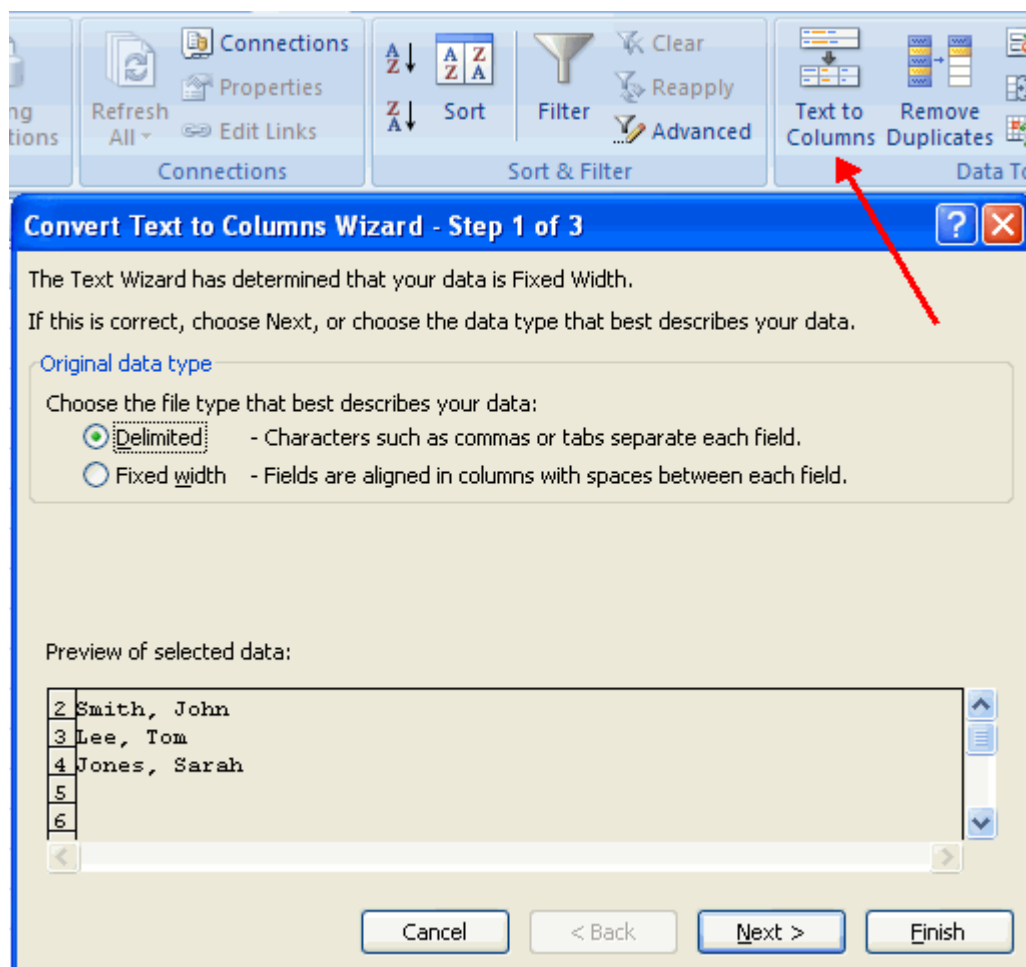 Connections
Properties
Edit Links
Refresh
All
Connections
A
Z
Z
A
A Z
Z A
Sort
Filter
Clear
Reapply
Advanced
Sort & Filter
Text to
Columns
Remove
Duplicates
Convert Text to Columns Wizard - Step 1 of 3
?
The Text Wizard has determined that your data is Fixed Width.
If this is correct, choose Next, or choose the data type that best describes your data.
Original data type
Choose the file type that best describes your data:
Delimited - Characters such as commas or tabs separate each field.
Fixed width - Fields are aligned in columns with spaces between each field.
Preview of selected data:
2 Smith, John
3 Lee, Tom
4 Jones, Sarah
5
6
Cancel < Back Next > Finish